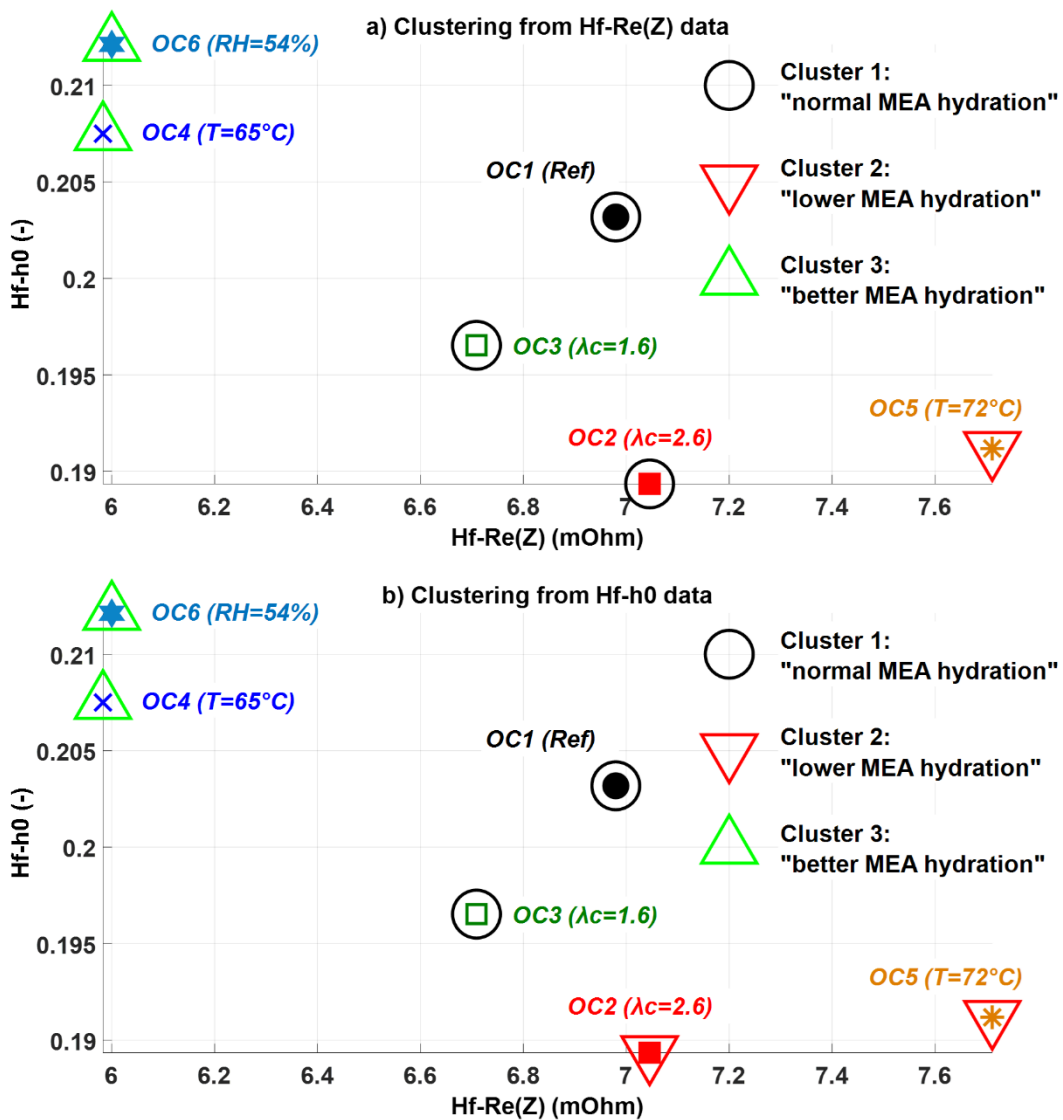 a) Clustering from Hf-Re(Z) data
OC6 (RH=54%)
OC4 (T=65°C)
OC1 (Ref)
OC3 (λc=1.6)
OC2 (λc=2.6)
OC5 (T=72°C)
Cluster 1:
"normal MEA hydration"
Cluster 2:
"lower MEA hydration"
Cluster 3:
"better MEA hydration"
Hf-h0 (-)
0.21
0.205
0.2
0.195
0.19
6 6.2 6.4 6.6 6.8 7 7.2 7.4 7.6
Hf-Re(Z) (mOhm)
b) Clustering from Hf-h0 data
OC6 (RH=54%)
OC4 (T=65°C)
OC1 (Ref)
OC3 (λc=1.6)
OC2 (λc=2.6)
OC5 (T=72°C)
Cluster 1:
"normal MEA hydration"
Cluster 2:
"lower MEA hydration"
Cluster 3:
"better MEA hydration"
Hf-h0 (-)
0.21
0.205
0.2
0.195
0.19
6 6.2 6.4 6.6 6.8 7 7.2 7.4 7.6
Hf-Re(Z) (mOhm)